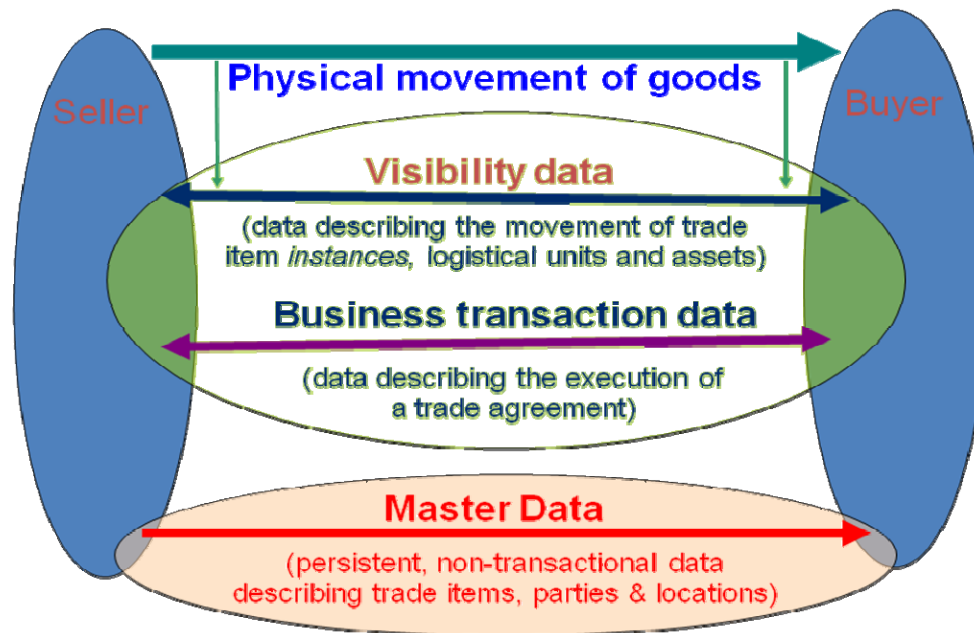 Physical movement of goods
Seller
Buyer
Visibility data
(data describing the movement of trade
item instances, logistical units and assets)
Business transaction data
(data describing the execution of
a trade agreement)
Master Data
(persistent, non-transactional data
describing trade items, parties & locations)